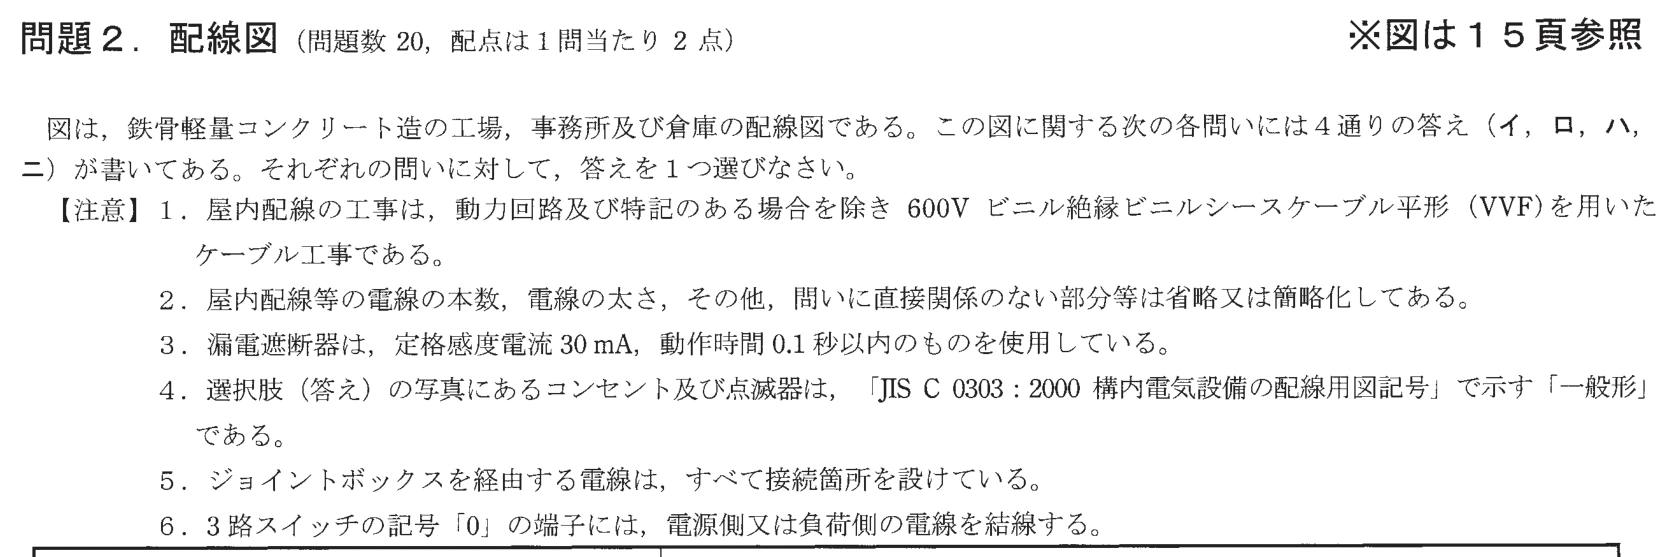 問題2．配線図（問題数 20，配点は1問当たり 2 点） ※図は15頁参照
図は，鉄骨軽量コンクリート造の工場，事務所及び倉庫の配線図である。この図に関する次の各問いには4通りの答え（イ，ロ，ハ，
ニ）が書いてある。それぞれの問いに対して，答えを1つ選びなさい。
【注意】1．屋内配線の工事は，動力回路及び特記のある場合を除き 600V ビニル絶縁ビニルシースケーブル平形（VVF)を用いた
ケーブル工事である。
2．屋内配線等の電線の本数，電線の太さ，その他，問いに直接関係のない部分等は省略又は簡略化してある。
3．漏電遮断器は，定格感度電流 30 mA，動作時間 0.1 秒以内のものを使用している。
4．選択肢（答え）の写真にあるコンセント及び点滅器は，「JIS C 0303：2000 構内電気設備の配線用図記号」で示す「一般形」
である。
5．ジョイントボックスを経由する電線は，すべて接続箇所を設けている。
6．3路スイッチの記号「0」の端子には，電源側又は負荷側の電線を結線する。